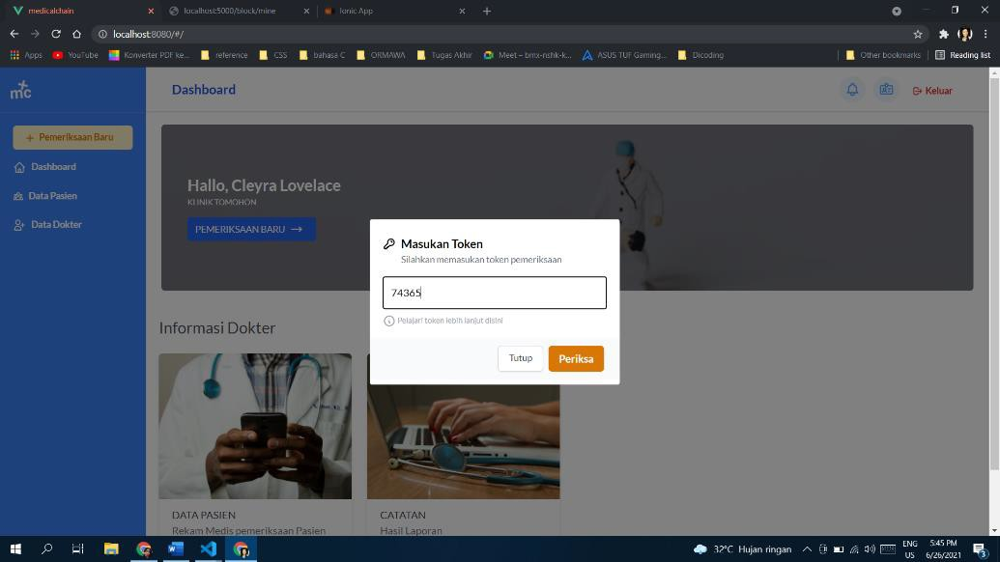 medicalchain
localhost:5000/block/mine
Ionic App
localhost:8080/#/
Apps
YouTube
Konverter PDF ke...
reference
CSS
bahasa C
ORMAWA
Tugas Akhir
Meet – bmx-nshk-k...
ASUS TUF Gaming...
Dicoding
Other bookmarks
Reading list
mc
Dashboard
Keluar
+ Pemeriksaan Baru
Dashboard
Data Pasien
Data Dokter
Hallo, Cleyra Lovelace
KLINIK TOMOHON
PEMERIKSAAN BARU
Masukan Token
Silahkan memasukan token pemeriksaan
74365
Pelajari token lebih lanjut disini
Tutup
Periksa
Informasi Dokter
DATA PASIEN
Rekam Medis pemeriksaan Pasien
CATATAN
Hasil Laporan
32°C Hujan ringan
ENG
US
5:45 PM
6/26/2021
3